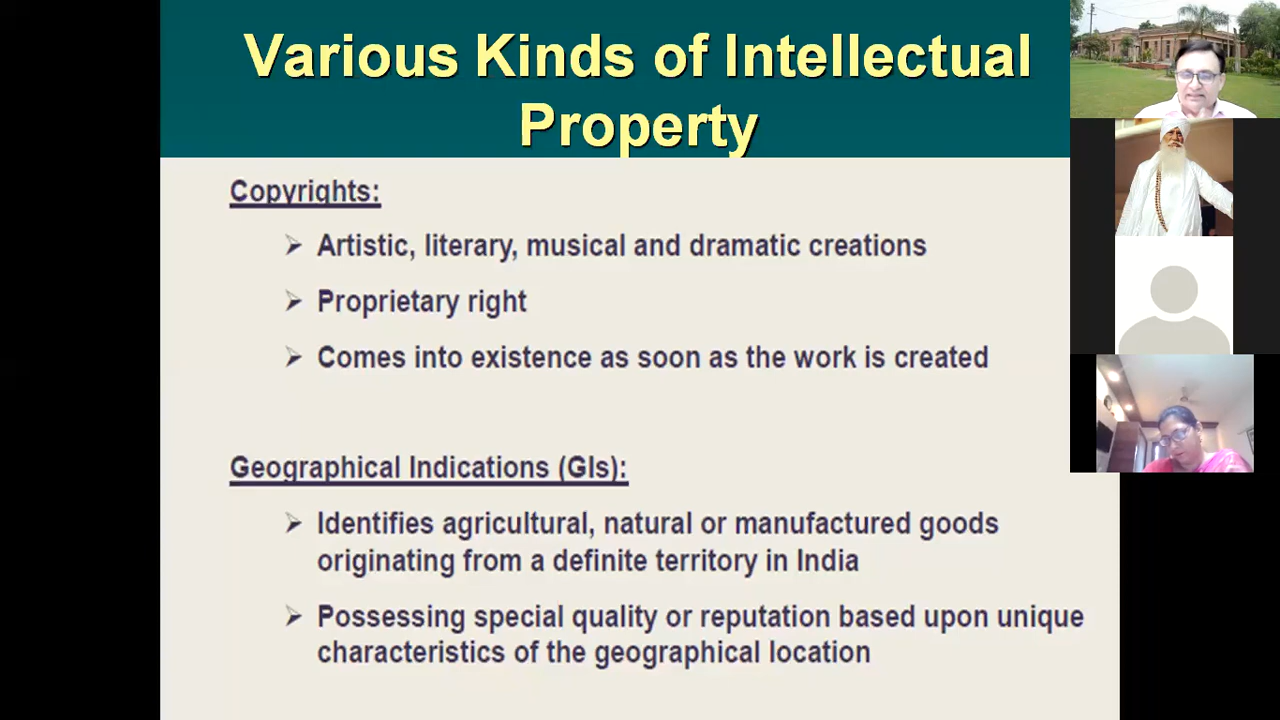 Various Kinds of Intellectual
Property
Copyrights:
➢ Artistic, literary, musical and dramatic creations
➢ Proprietary right
➢ Comes into existence as soon as the work is created
Geographical Indications (GIs):
➢ Identifies agricultural, natural or manufactured goods
originating from a definite territory in India
➢ Possessing special quality or reputation based upon unique
characteristics of the geographical location